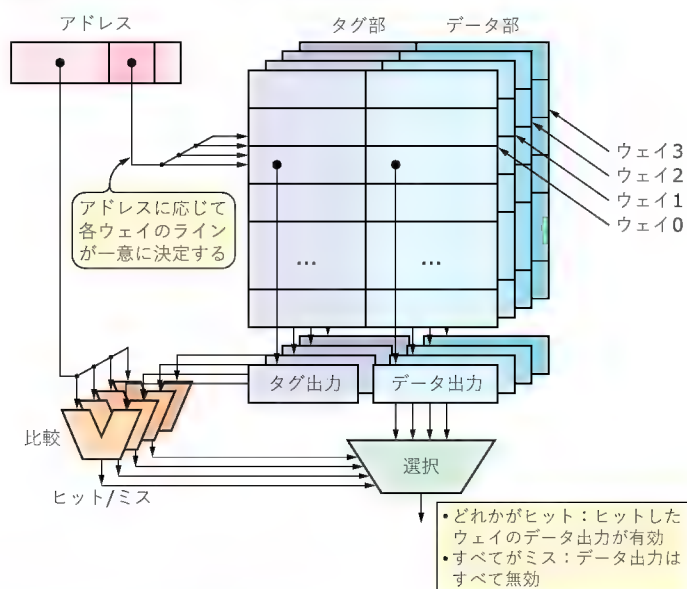 アドレス
タグ部
データ部
ウェイ3
ウェイ2
ウェイ1
ウェイ0
アドレスに応じて
各ウェイのライン
が一意に決定する
…
…
タグ出力
データ出力
比較
選択
ヒット/ミス
•どれかがヒット：ヒットした
ウェイのデータ出力が有効
•すべてがミス：データ出力は
すべて無効